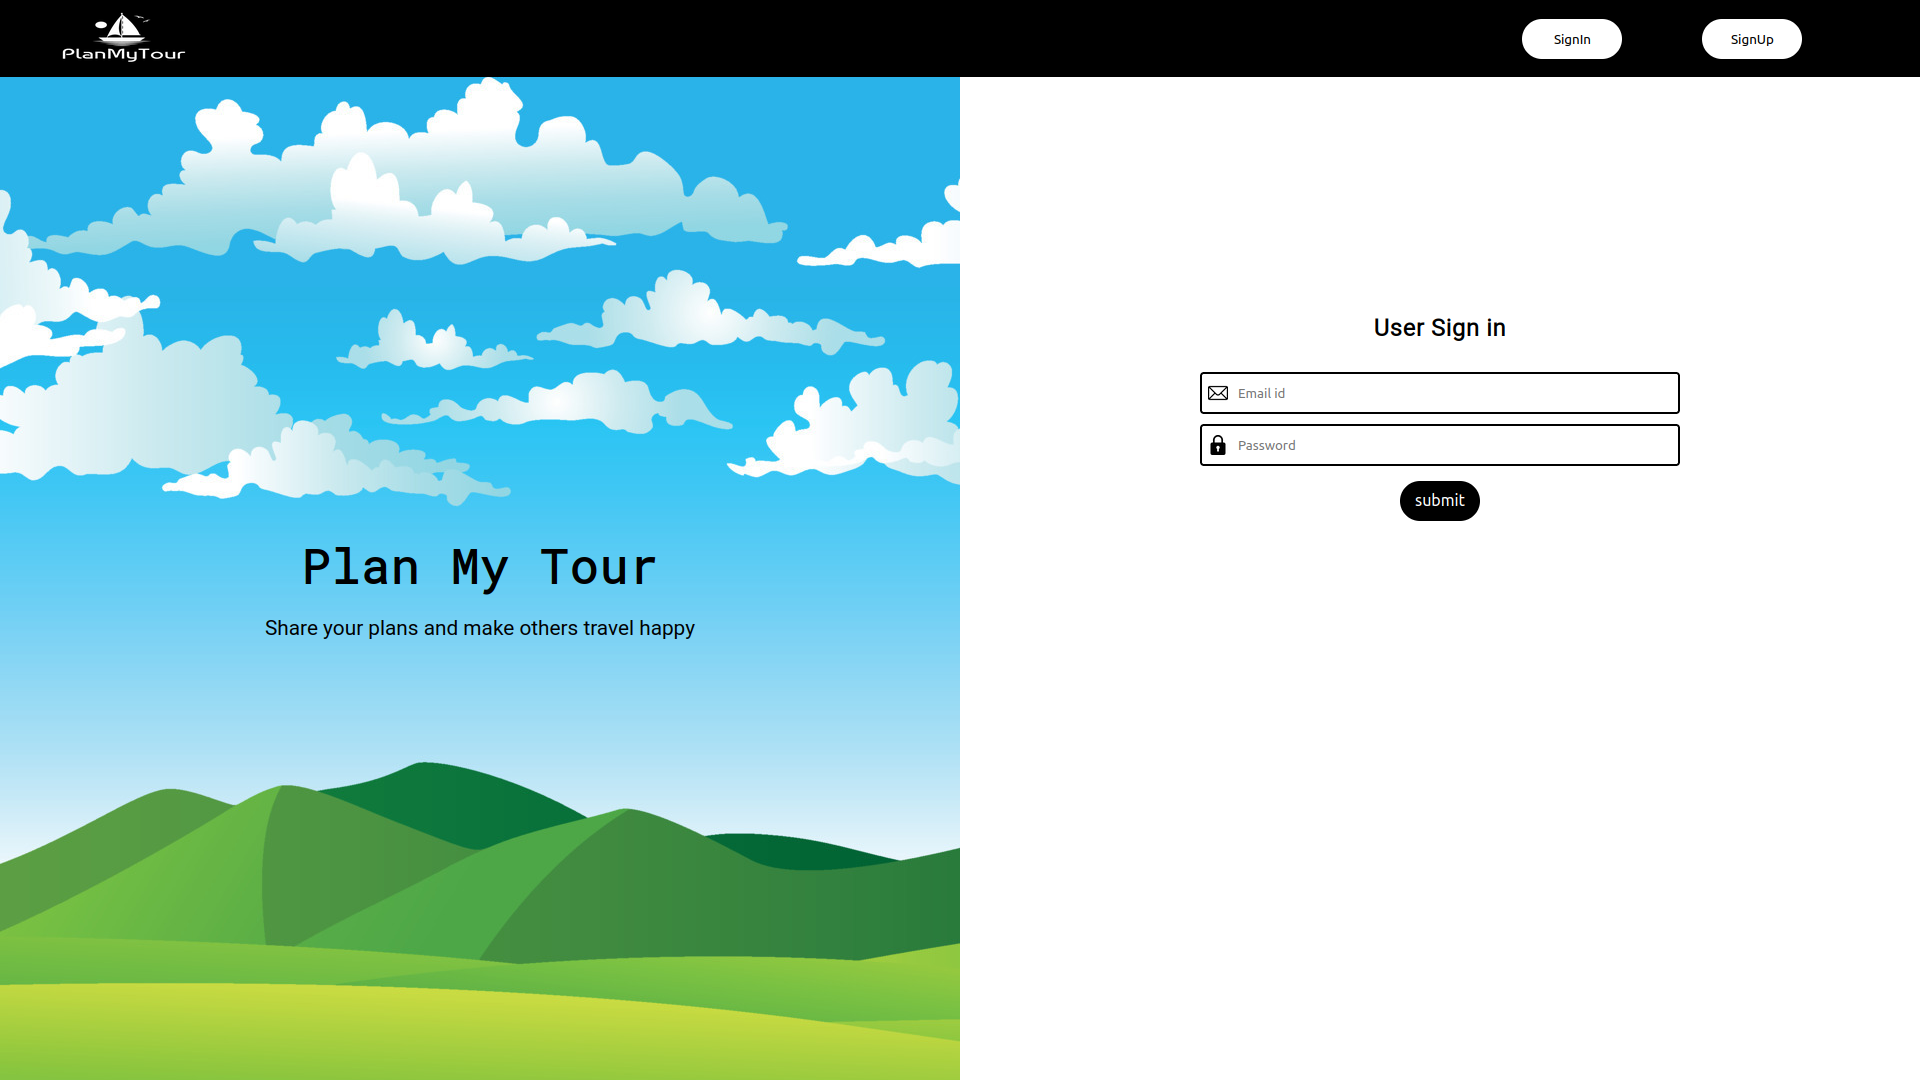 PlanMyTour
SignIn
SignUp
User Sign in
Email id
Password
submit
Plan My Tour
Share your plans and make others travel happy